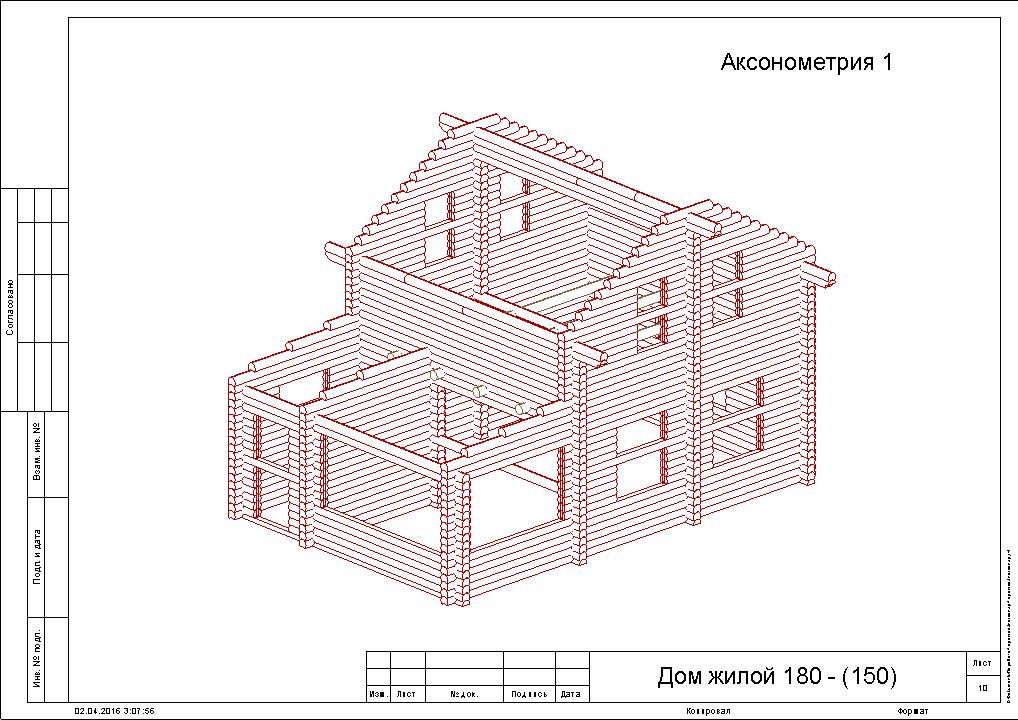 Аксонометрия 1
Согласовано
Взам. инв. №
Подп. и дата
Инв. № подл.
Изм. Лист № док. Подпись Дата
Дом жилой 180 - (150)
Лист
10
02.04.2016 3:07:56 Копировал Формат